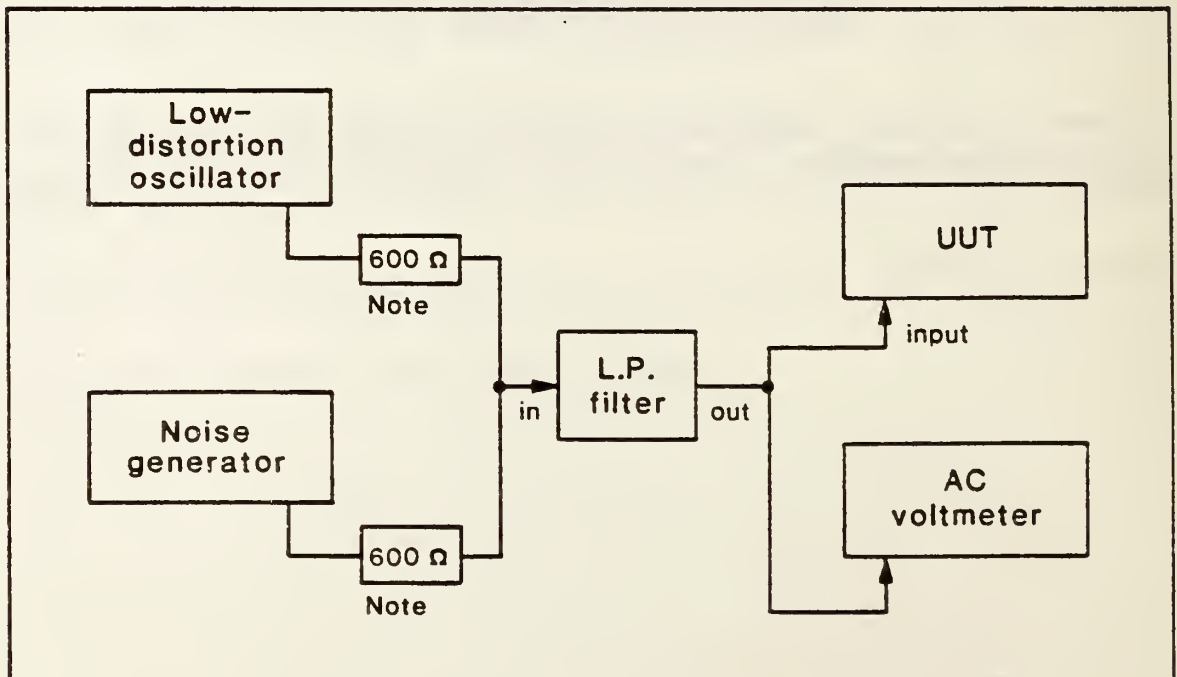 Low-
distortion
oscillator
600 Ω
Note
UUT
input
L.P.
filter
in
out
Noise
generator
AC
voltmeter
600 Ω
Note